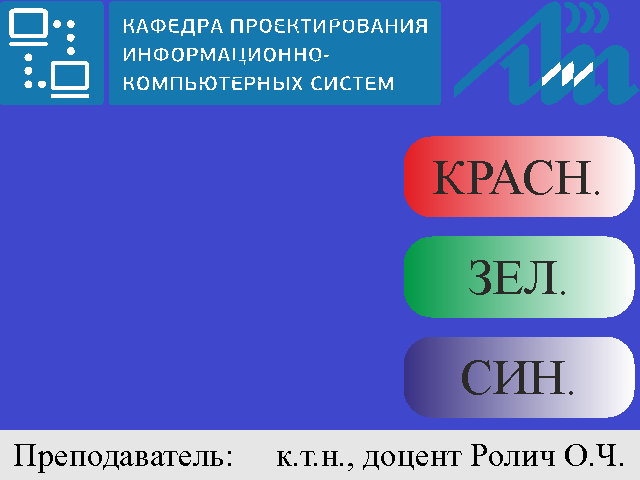 КАФЕДРА ПРОЕКТИРОВАНИЯ
ИНФОРМАЦИОННО-
КОМПЬЮТЕРНЫХ СИСТЕМ
КРАСН.
ЗЕЛ.
СИН.
Преподаватель: к.т.н., доцент Ролич О.Ч.